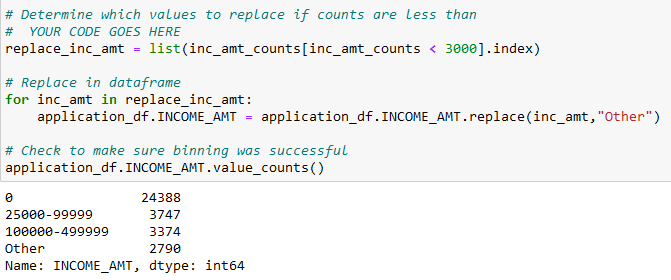 # Determine which values to replace if counts are less than
#  YOUR CODE GOES HERE
replace_inc_amt = list(inc_amt_counts[inc_amt_counts < 3000].index)
# Replace in dataframe
for inc_amt in replace_inc_amt:
    application_df.INCOME_AMT = application_df.INCOME_AMT.replace(inc_amt,"Other")
# Check to make sure binning was successful
application_df.INCOME_AMT.value_counts()
0                24388
25000-99999       3747
100000-499999     3374
Other             2790
Name: INCOME_AMT, dtype: int64